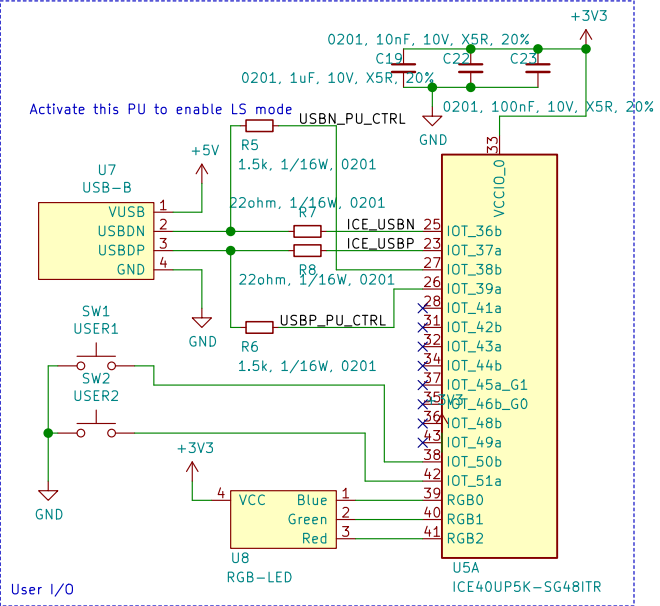 +3V3
0201, 10nF, 10V, X5R, 20%
C19 C22 C23
0201, 1uF, 10V, X5R, 20%
0201, 100nF, 10V, X5R, 20%
GND
Activate this PU to enable LS mode
USBN_PU_CTRL
R5
1.5k, 1/16W, 0201
+5V
U7
USB-B
VUSB 1
USBDN 2
USBDP 3
GND 4
22ohm, 1/16W, 0201
R7
ICE_USBN
ICE_USBP
R8
22ohm, 1/16W, 0201
GND
USBP_PU_CTRL
R6
1.5k, 1/16W, 0201
33
VCCIO_0
25 IOT_36b
23 IOT_37a
27 IOT_38b
26 IOT_39a
28 IOT_41a
31 IOT_42b
32 IOT_43a
34 IOT_44b
37 IOT_45a_G1
35 IOT_46b_G0
+3V3
36 IOT_48b
43 IOT_49a
38 IOT_50b
42 IOT_51a
39 RGB0
40 RGB1
41 RGB2
U5A
ICE40UP5K-SG48ITR
SW1
USER1
SW2
USER2
GND
+3V3
4 VCC
Blue 1
Green 2
Red 3
U8
RGB-LED
User I/O